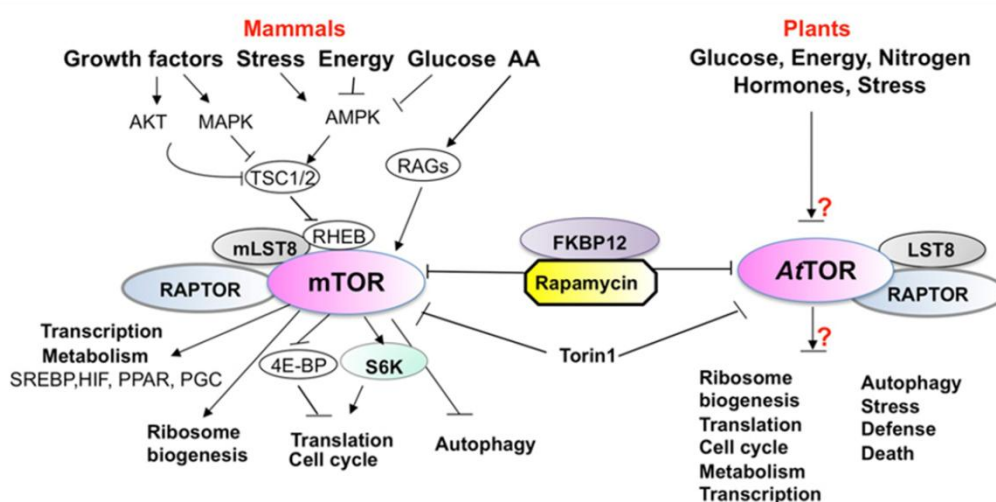 Mammals
Growth factors Stress Energy Glucose AA
AKT MAPK AMPK
TSC1/2
RAGs
RHEB
mLST8
RAPTOR
mTOR
Transcription
Metabolism
SREBP,HIF, PPAR, PGC
4E-BP
S6K
Ribosome
biogenesis
Translation
Cell cycle
Autophagy
FKBP12
Rapamycin
Torin1
Plants
Glucose, Energy, Nitrogen
Hormones, Stress
?
AtTOR
LST8
RAPTOR
?
Ribosome
biogenesis
Translation
Cell cycle
Metabolism
Transcription
Autophagy
Stress
Defense
Death